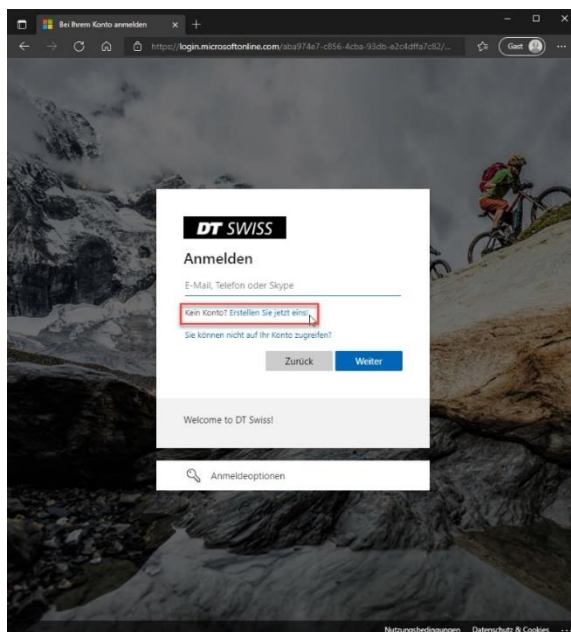 Bei Ihrem Konto anmelden
https://login.microsoftonline.com/aba974e7-c856-4cba-93db-e2c4dffa7c82/...
Gast
DT SWISS
Anmelden
E-Mail, Telefon oder Skype
Kein Konto? Erstellen Sie jetzt eins!
Sie können nicht auf Ihr Konto zugreifen?
Zurück Weiter
Welcome to DT Swiss!
Anmeldeoptionen
Nutzungsbedingungen Datenschutz & Cookies ...